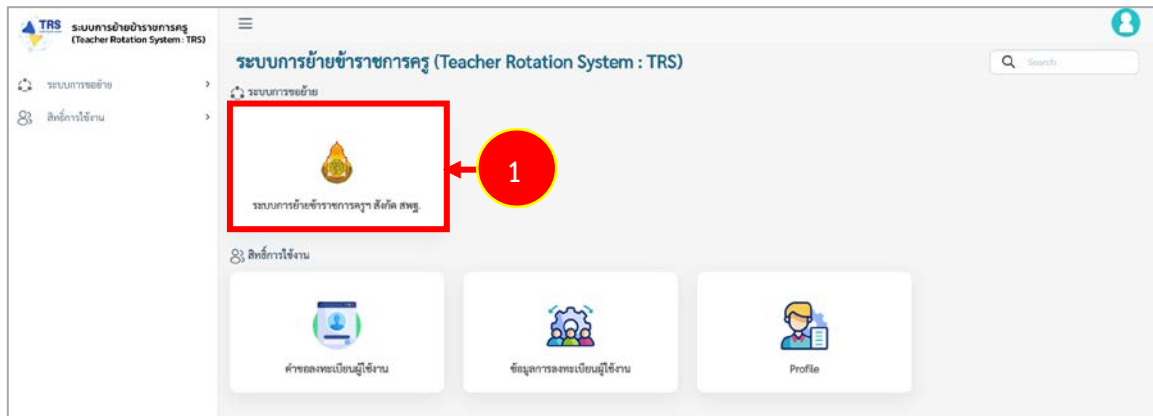 TRS ระบบการย้ายข้าราชการครู
(Teacher Rotation System : TRS)
ระบบการขอย้าย
สิทธิ์การใช้งาน
ระบบการย้ายข้าราชการครู (Teacher Rotation System : TRS)
Search
ระบบการขอย้าย
1
ระบบการย้ายข้าราชการครูฯ สังกัด สพฐ.
สิทธิ์การใช้งาน
คำขอลงทะเบียนผู้ใช้งาน
ข้อมูลการลงทะเบียนผู้ใช้งาน
Profile